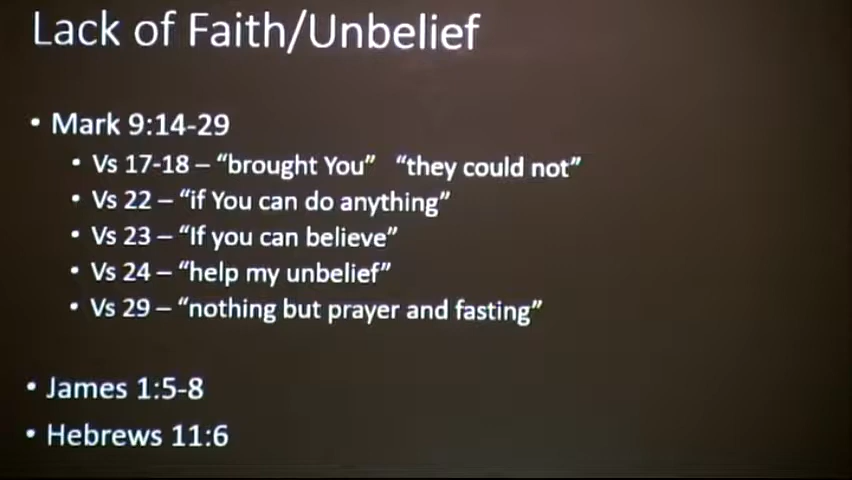 Lack of Faith/Unbelief
• Mark 9:14-29
• Vs 17-18 – “brought You” “they could not”
• Vs 22 – “if You can do anything”
• Vs 23 – “If you can believe”
• Vs 24 – “help my unbelief”
• Vs 29 – “nothing but prayer and fasting”
• James 1:5-8
• Hebrews 11:6